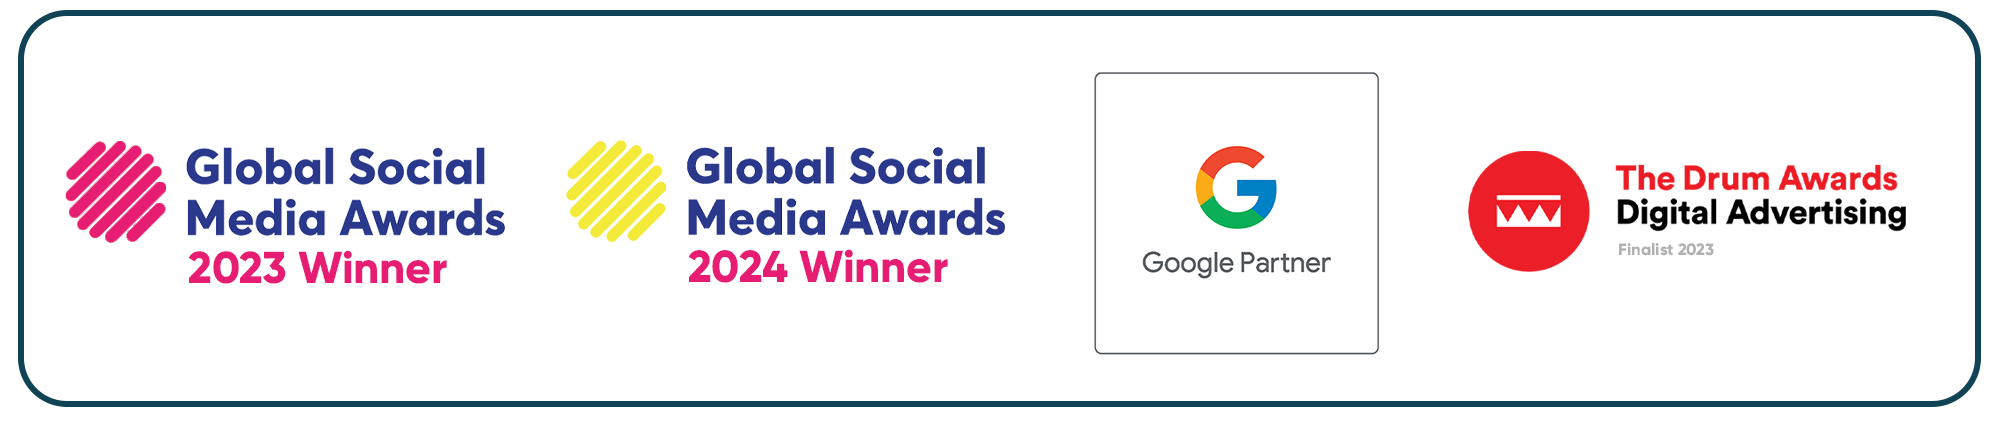 Global Social
Media Awards
2023 Winner
Global Social
Media Awards
2024 Winner
Google Partner
The Drum Awards
Digital Advertising
Finalist 2023